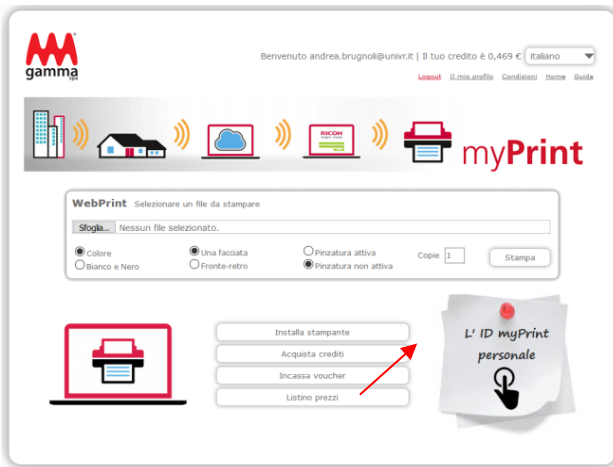 gamma
spa
Benvenuto andrea.brugnoli@univr.it | Il tuo credito è 0,469 € italiano
Logout Il mio profilo Condizioni Home Guida
RICOH
myPrint
WebPrint Selezionare un file da stampare
Sfoglia... Nessun file selezionato.
Colore Una facciata Pinzatura attiva Copie 1 Stampa
Bianco e Nero Fronte-retro Pinzatura non attiva
Installa stampante
Acquista crediti
Incassa voucher
Listino prezzi
L' ID myPrint
personale